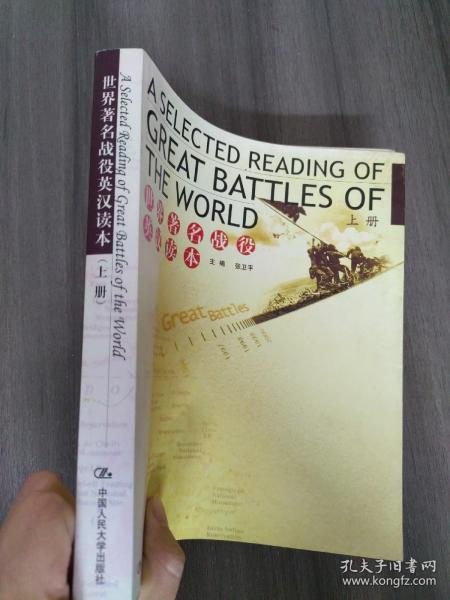 世界著名战役英汉读本（上册）
A Selected Reading of Great Battles of the World
中国人民大学出版社
A SELECTED READING OF
GREAT BATTLES OF
THE WORLD
上册
世界著名战役
英汉读本
主编 张卫平
Great Battles
孔夫子旧书网
www.kongfz.com